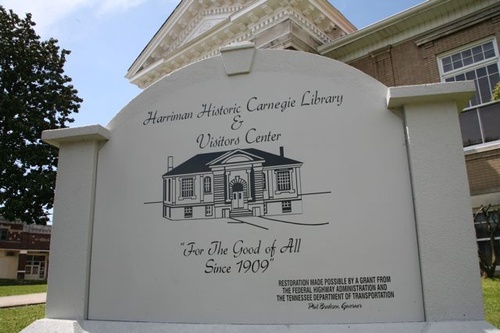 Harriman Historic Carnegie Library
&
Visitors Center
"For The Good of All
Since 1909"
RESTORATION MADE POSSIBLE BY A GRANT FROM
THE FEDERAL HIGHWAY ADMINISTRATION AND
THE TENNESSEE DEPARTMENT OF TRANSPORTATION
Phil Bredesen, Governor